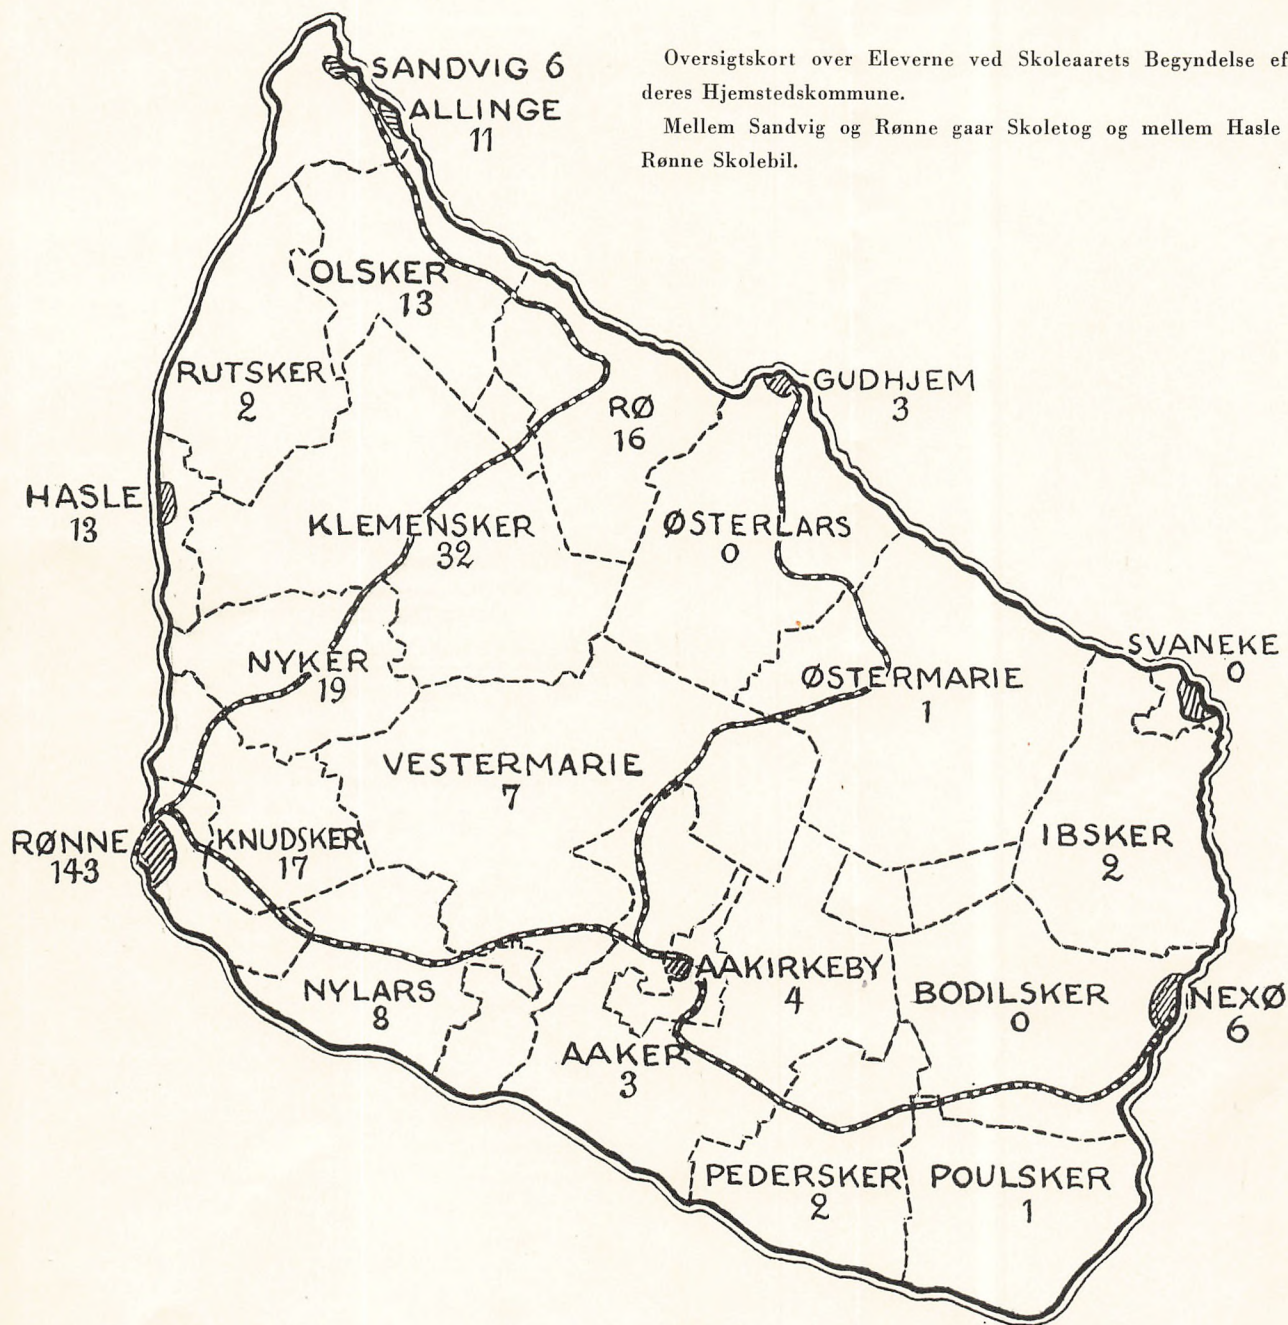 Oversigtskort over Eleverne ved Skoleaarets Begyndelse ef
deres Hjemstedskommune.
Mellem Sandvig og Rønne gaar Skoletog og mellem Hasle
Rønne Skolebil.
SANDVIG 6
ALLINGE
11
OLSKER
13
RUTSKER
2
RØ
16
GUDHJEM
3
HASLE
13
KLEMENSKER
32
ØSTERLARS
0
NYKER
19
ØSTERMARIE
1
SVANEKE
0
VESTERMARIE
7
RØNNE
143
KNUDSKER
17
IBSKER
2
NYLARS
8
AAKIRKEBY
4
BODILSKER
0
NEXØ
6
AAKER
3
PEDERSKER
2
POULSKER
1